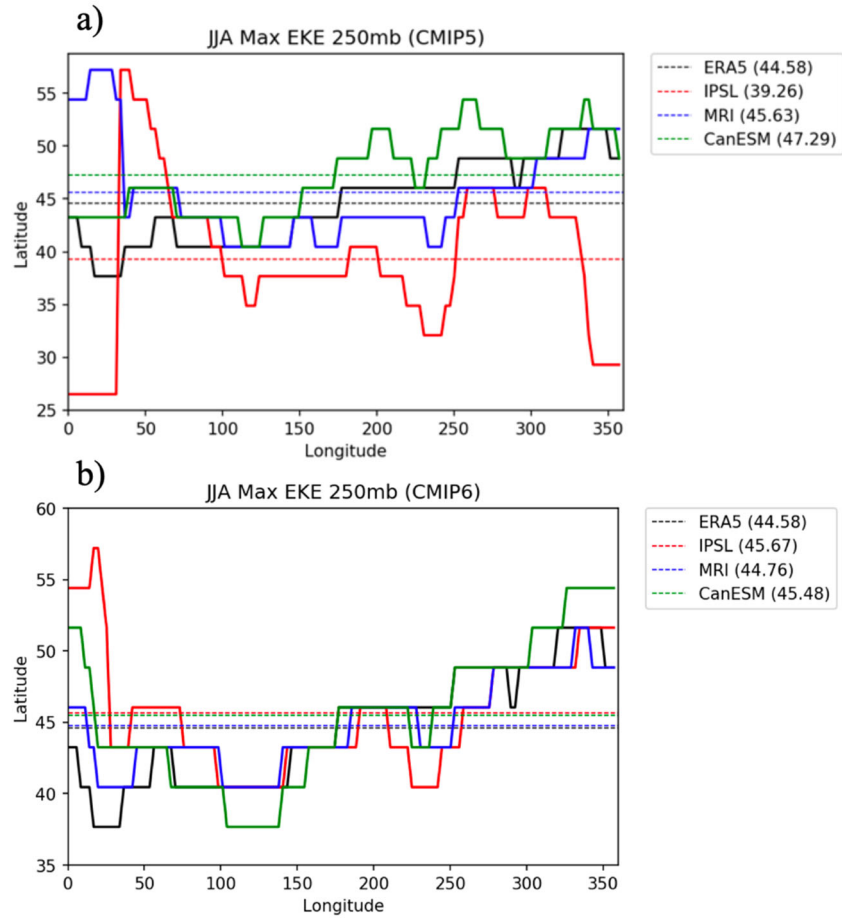 a)
JJA Max EKE 250mb (CMIP5)
55
50
45
40
35
30
25
Latitude
0 50 100 150 200 250 300 350
Longitude
ERA5 (44.58)
IPSL (39.26)
MRI (45.63)
CanESM (47.29)
b)
JJA Max EKE 250mb (CMIP6)
60
55
50
45
40
35
Latitude
0 50 100 150 200 250 300 350
Longitude
ERA5 (44.58)
IPSL (45.67)
MRI (44.76)
CanESM (45.48)